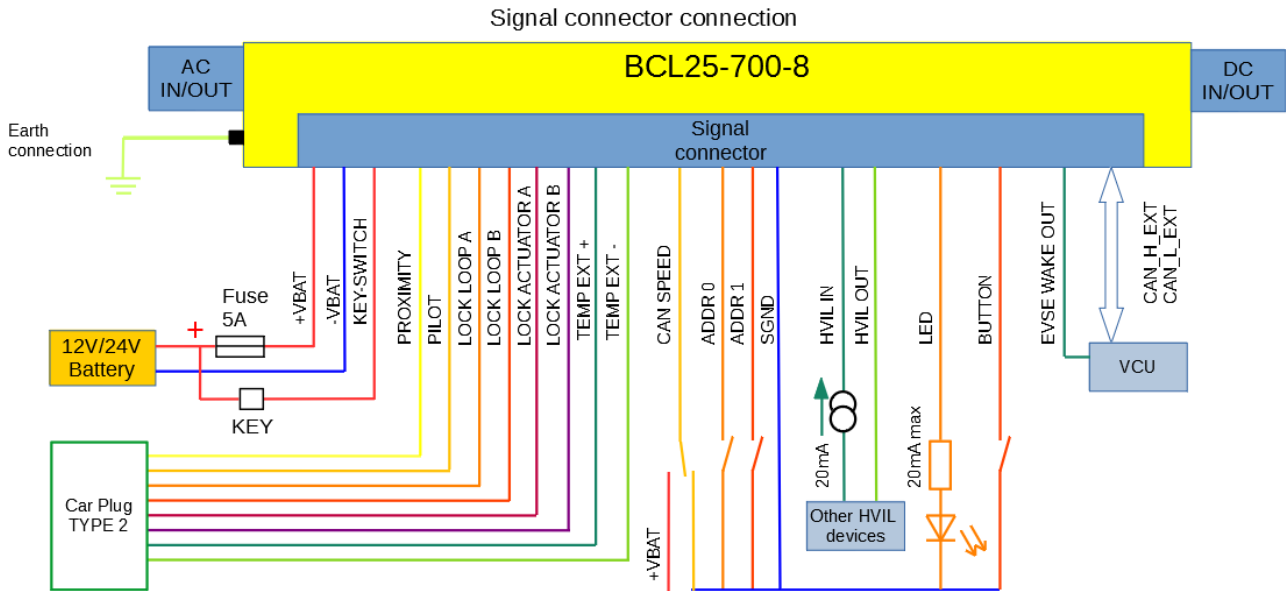 Signal connector connection
BCL25-700-8
AC
IN/OUT
DC
IN/OUT
Earth
connection
Signal
connector
+VBAT
-VBAT
KEY-SWITCH
PROXIMITY
PILOT
LOCK LOOP A
LOCK LOOP B
LOCK ACTUATOR A
LOCK ACTUATOR B
TEMP EXT +
TEMP EXT -
CAN SPEED
ADDR 0
ADDR 1
SGND
HVIL IN
HVIL OUT
LED
BUTTON
EVSE WAKE OUT
CAN_H_EXT
CAN_L_EXT
Fuse
5A
+
12V/24V
Battery
KEY
VCU
20mA
20mA max
Car Plug
TYPE 2
Other HVIL
devices
+VBAT